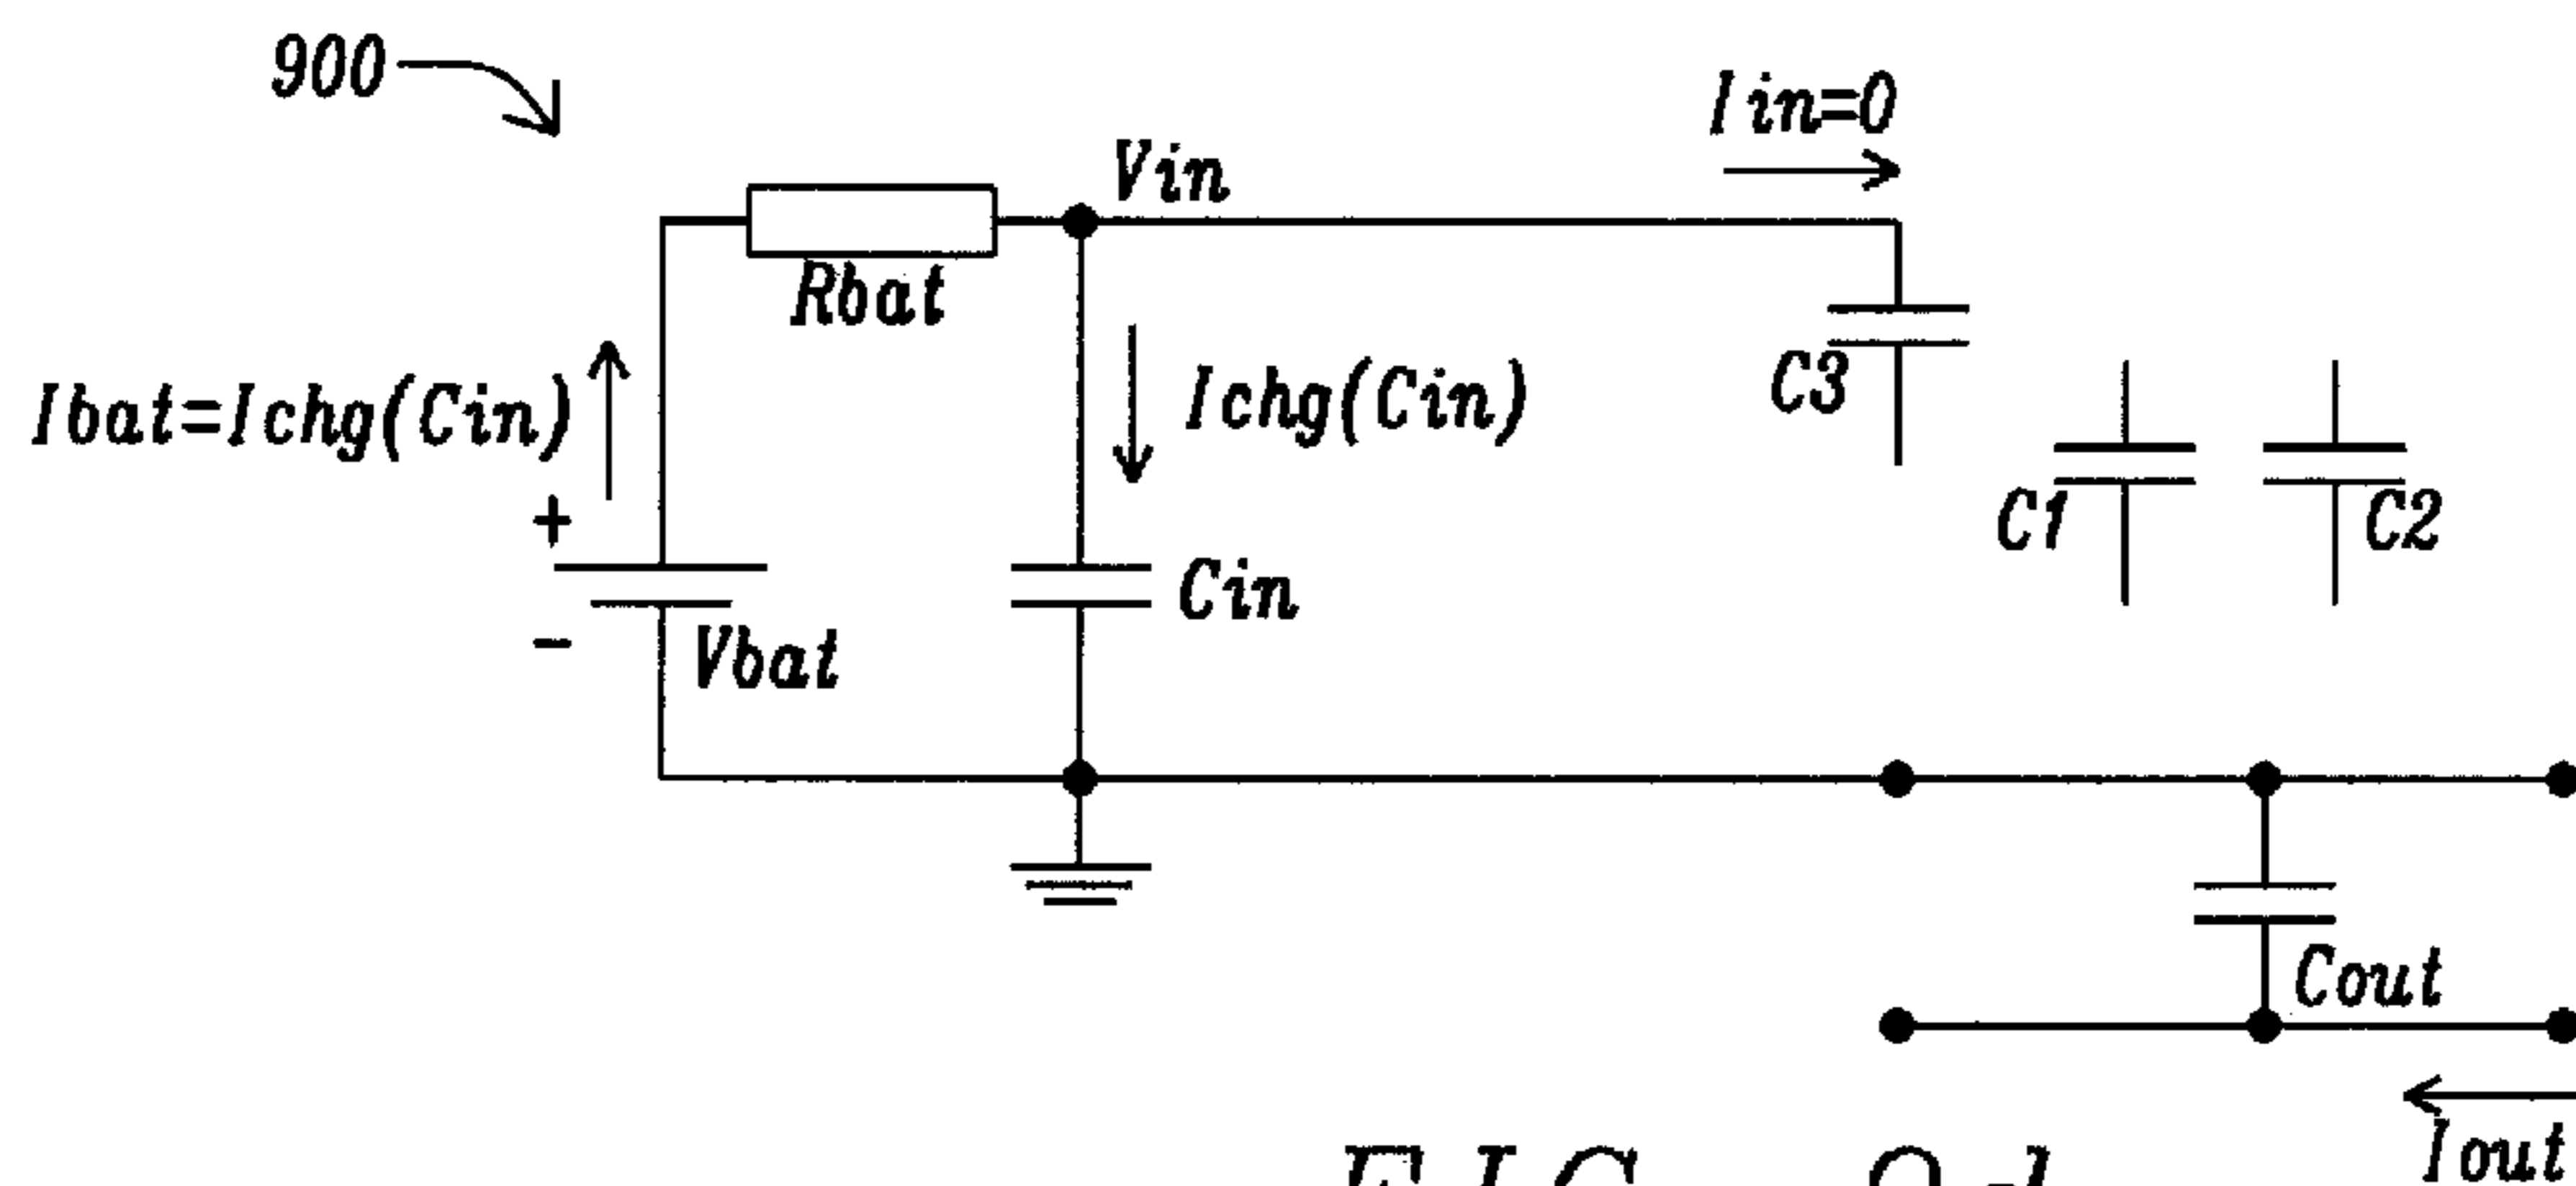 900
Iin=0
Vin
Rbat
Ibat=Ichg(Cin)
Ichg(Cin)
C3
+
C1
C2
Cin
-
Vbat
Cout
Iout